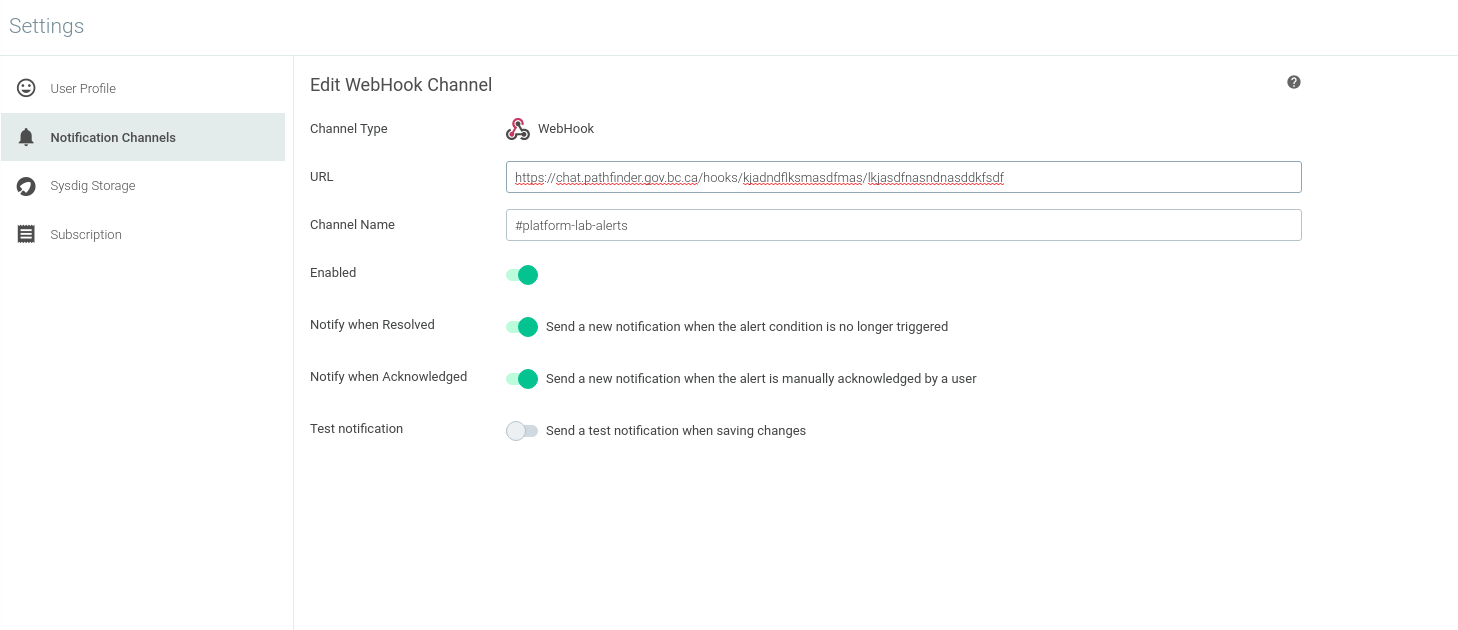 Settings
User Profile
Notification Channels
Sysdig Storage
Subscription
Edit WebHook Channel
Channel Type WebHook
URL https://chat.pathfinder.gov.bc.ca/hooks/kjadndflksmasdfmas/lkjasdfnasndnasddkfsdf
Channel Name #platform-lab-alerts
Enabled
Notify when Resolved Send a new notification when the alert condition is no longer triggered
Notify when Acknowledged Send a new notification when the alert is manually acknowledged by a user
Test notification Send a test notification when saving changes